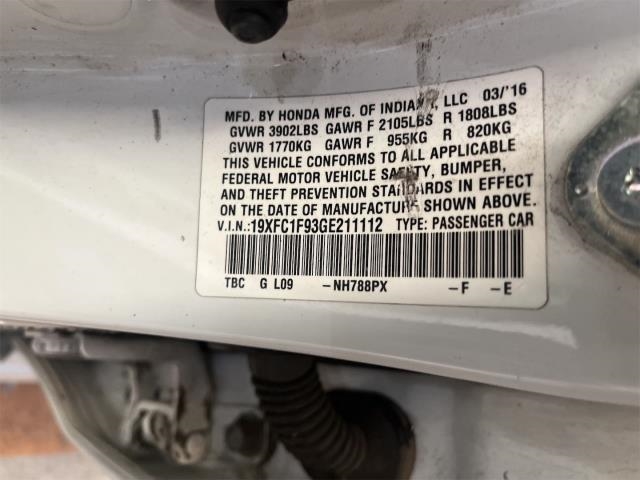 MFD. BY HONDA MFG. OF INDIANA, LLC 03/'16
GVWR 3902LBS GAWR F 2105LBS R 1808LBS
GVWR 1770KG GAWR F 955KG R 820KG
THIS VEHICLE CONFORMS TO ALL APPLICABLE
FEDERAL MOTOR VEHICLE SAFETY, BUMPER,
AND THEFT PREVENTION STANDARDS IN EFFECT
ON THE DATE OF MANUFACTURE SHOWN ABOVE.
V.I.N.:19XFC1F93GE211112 TYPE: PASSENGER CAR
TBC G L09 -NH788PX -F -E